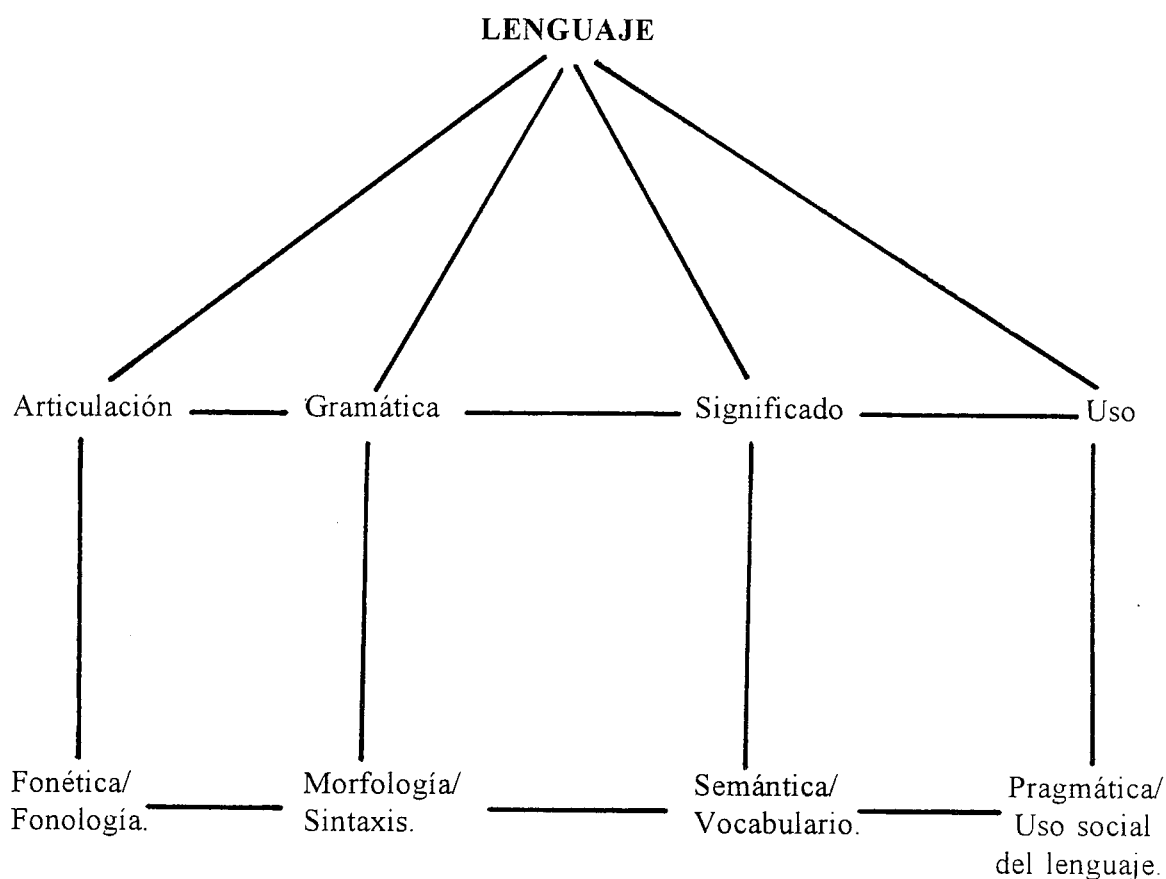 LENGUAJE
Articulación
Gramática
Significado
Uso
Fonética/
Fonología.
Morfología/
Sintaxis.
Semántica/
Vocabulario.
Pragmática/
Uso social
del lenguaje.